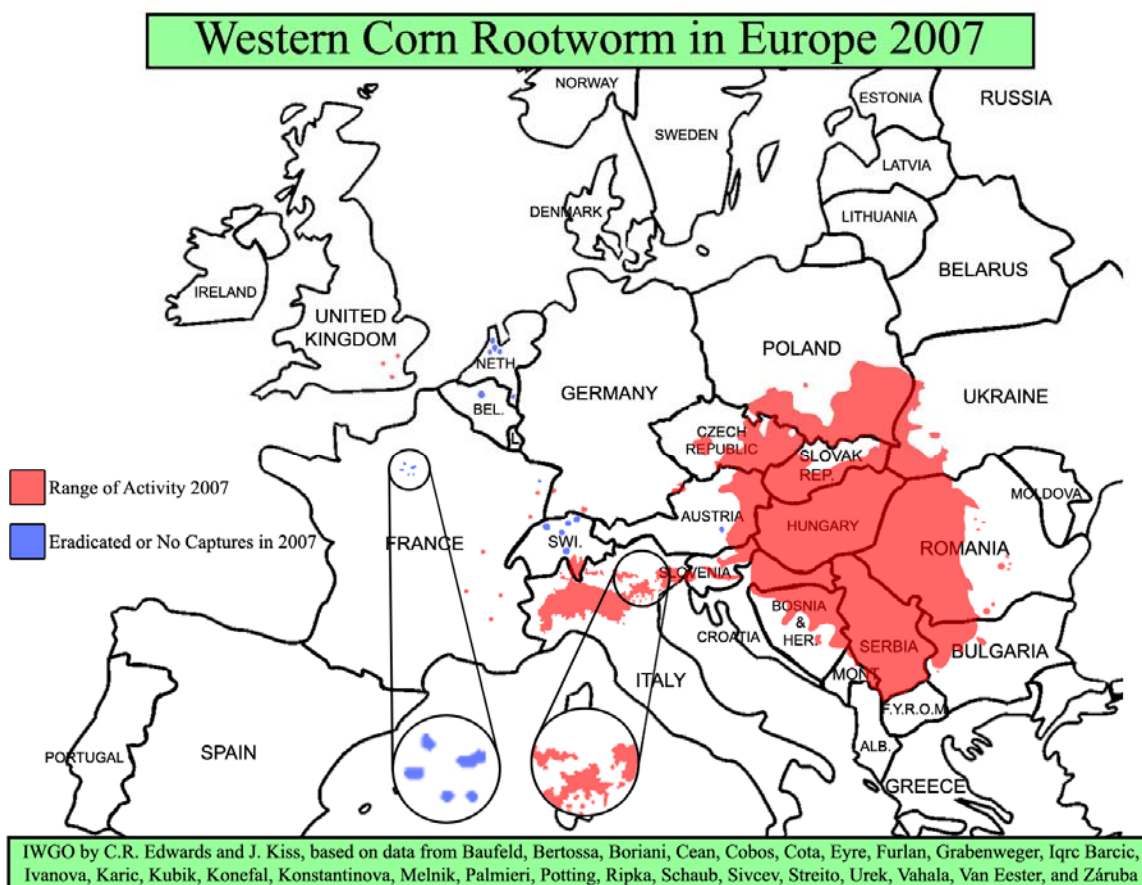 Western Corn Rootworm in Europe 2007
NORWAY
ESTONIA
RUSSIA
SWEDEN
LATVIA
DENMARK
LITHUANIA
IRELAND
BELARUS
UNITED
KINGDOM
POLAND
NETH
GERMANY
UKRAINE
BEL.
L
CZECH
REPUBLIC
SLOVAK
REP.
Range of Activity 2007
MOLDOVA
AUSTRIA
HUNGARY
Eradicated or No Captures in 2007
FRANCE
SWI.
ROMANIA
SLOVENIA
BOSNIA
&
HER.
CROATIA
SERBIA
BULGARIA
ITALY
MONT.
F.Y.R.O.M
PORTUGAL
SPAIN
ALB.
GREECE
IWGO by C.R. Edwards and J. Kiss, based on data from Baufeld, Bertossa, Boriani, Cean, Cobos, Cota, Eyre, Furlan, Grabenweger, Iqrc Barcic,
Ivanova, Karic, Kubik, Konefal, Konstantinova, Melnik, Palmieri, Potting, Ripka, Schaub, Sivcev, Streito, Urek, Vahala, Van Eester, and Záruba